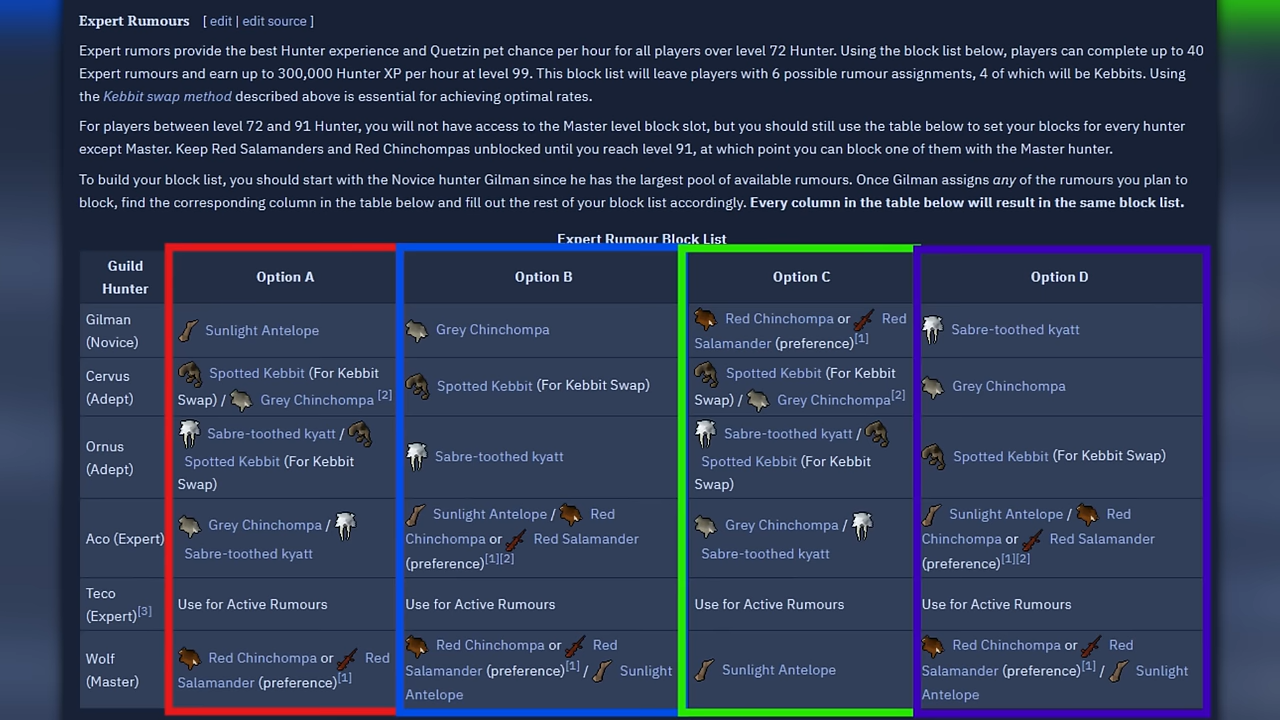 Expert Rumours [ edit | edit source ]
Expert rumors provide the best Hunter experience and Quetzin pet chance per hour for all players over level 72 Hunter. Using the block list below, players can complete up to 40
Expert rumours and earn up to 300,000 Hunter XP per hour at level 99. This block list will leave players with 6 possible rumour assignments, 4 of which will be Kebbits. Using
the Kebbit swap method described above is essential for achieving optimal rates.
For players between level 72 and 91 Hunter, you will not have access to the Master level block slot, but you should still use the table below to set your blocks for every hunter
except Master. Keep Red Salamanders and Red Chinchompas unblocked until you reach level 91, at which point you can block one of them with the Master hunter.
To build your block list, you should start with the Novice hunter Gilman since he has the largest pool of available rumours. Once Gilman assigns any of the rumours you plan to
block, find the corresponding column in the table below and fill out the rest of your block list accordingly. Every column in the table below will result in the same block list.
Expert Rumour Block List
Guild
Hunter
Option A
Option B
Option C
Option D
Gilman
(Novice)
Sunlight Antelope
Grey Chinchompa
Red Chinchompa or Red
Salamander (preference)[1]
Sabre-toothed kyatt
Cervus
(Adept)
Spotted Kebbit (For Kebbit
Swap) / Grey Chinchompa [2]
Spotted Kebbit (For Kebbit Swap)
Spotted Kebbit (For Kebbit
Swap) / Grey Chinchompa[2]
Grey Chinchompa
Ornus
(Adept)
Sabre-toothed kyatt /
Spotted Kebbit (For Kebbit
Swap)
Sabre-toothed kyatt
Sabre-toothed kyatt /
Spotted Kebbit (For Kebbit
Swap)
Spotted Kebbit (For Kebbit Swap)
Aco (Expert)
Grey Chinchompa /
Sabre-toothed kyatt
Sunlight Antelope / Red
Chinchompa or Red Salamander
(preference)[1][2]
Grey Chinchompa /
Sabre-toothed kyatt
Sunlight Antelope / Red
Chinchompa or Red Salamander
(preference)[1][2]
Teco
(Expert)[3]
Use for Active Rumours
Use for Active Rumours
Use for Active Rumours
Use for Active Rumours
Wolf
(Master)
Red Chinchompa or Red
Salamander (preference)[1]
Red Chinchompa or Red
Salamander (preference)[1] / Sunlight
Antelope
Sunlight Antelope
Red Chinchompa or Red
Salamander (preference)[1] / Sunlight
Antelope